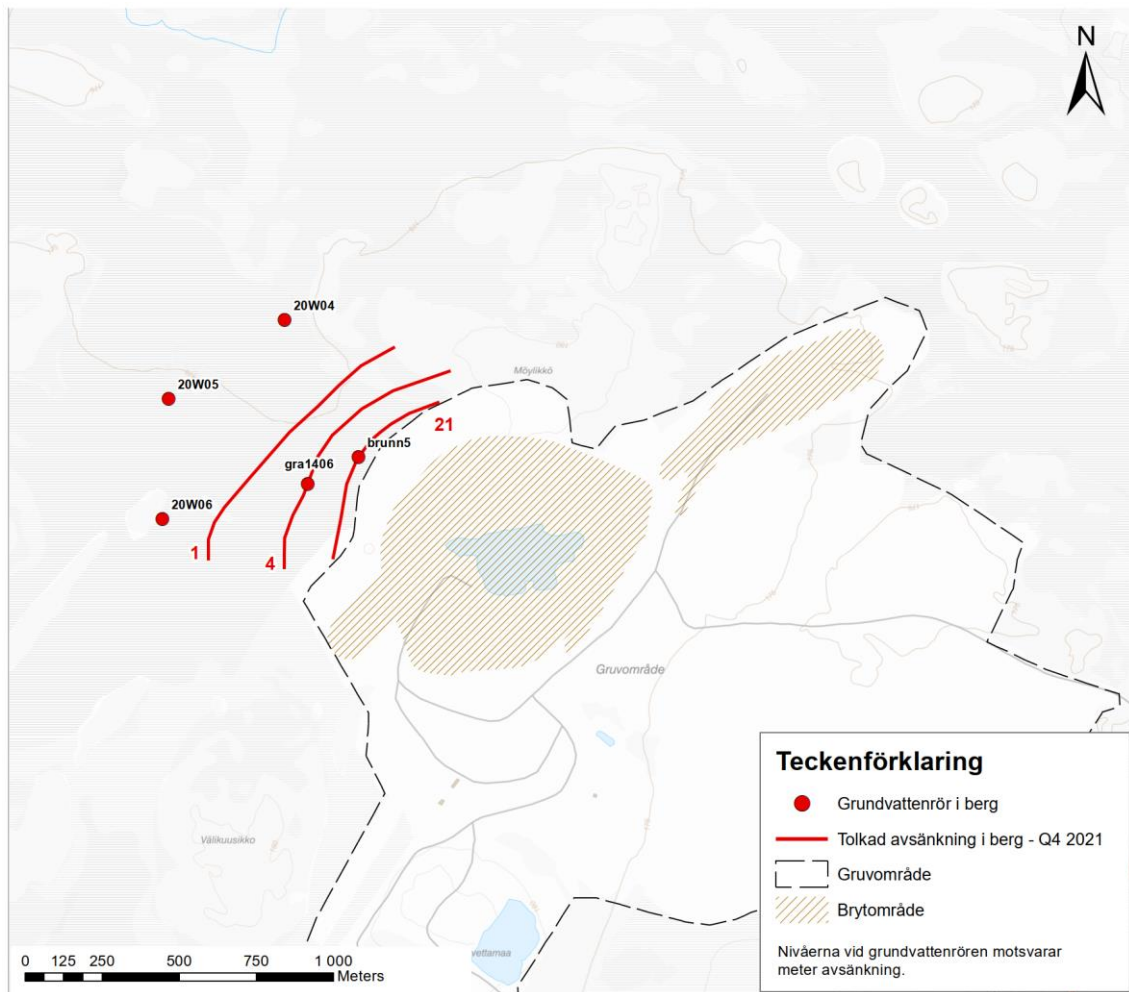 N
20W04
Möylikkö
20W05
21
brunn5
gra1406
20W06
1
4
Gruvområde
Välikuusikko
vettamaa
0 125 250 500 750 1 000
Meters
Teckenförklaring
Grundvattenrör i berg
Tolkad avsänkning i berg - Q4 2021
Gruvområde
Brytområde
Nivåerna vid grundvattenrören motsvarar
meter avsänkning.